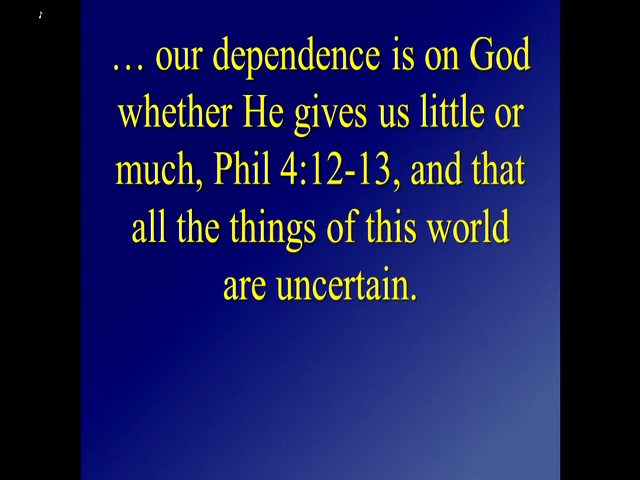 … our dependence is on God
whether He gives us little or
much, Phil 4:12-13, and that
all the things of this world
are uncertain.